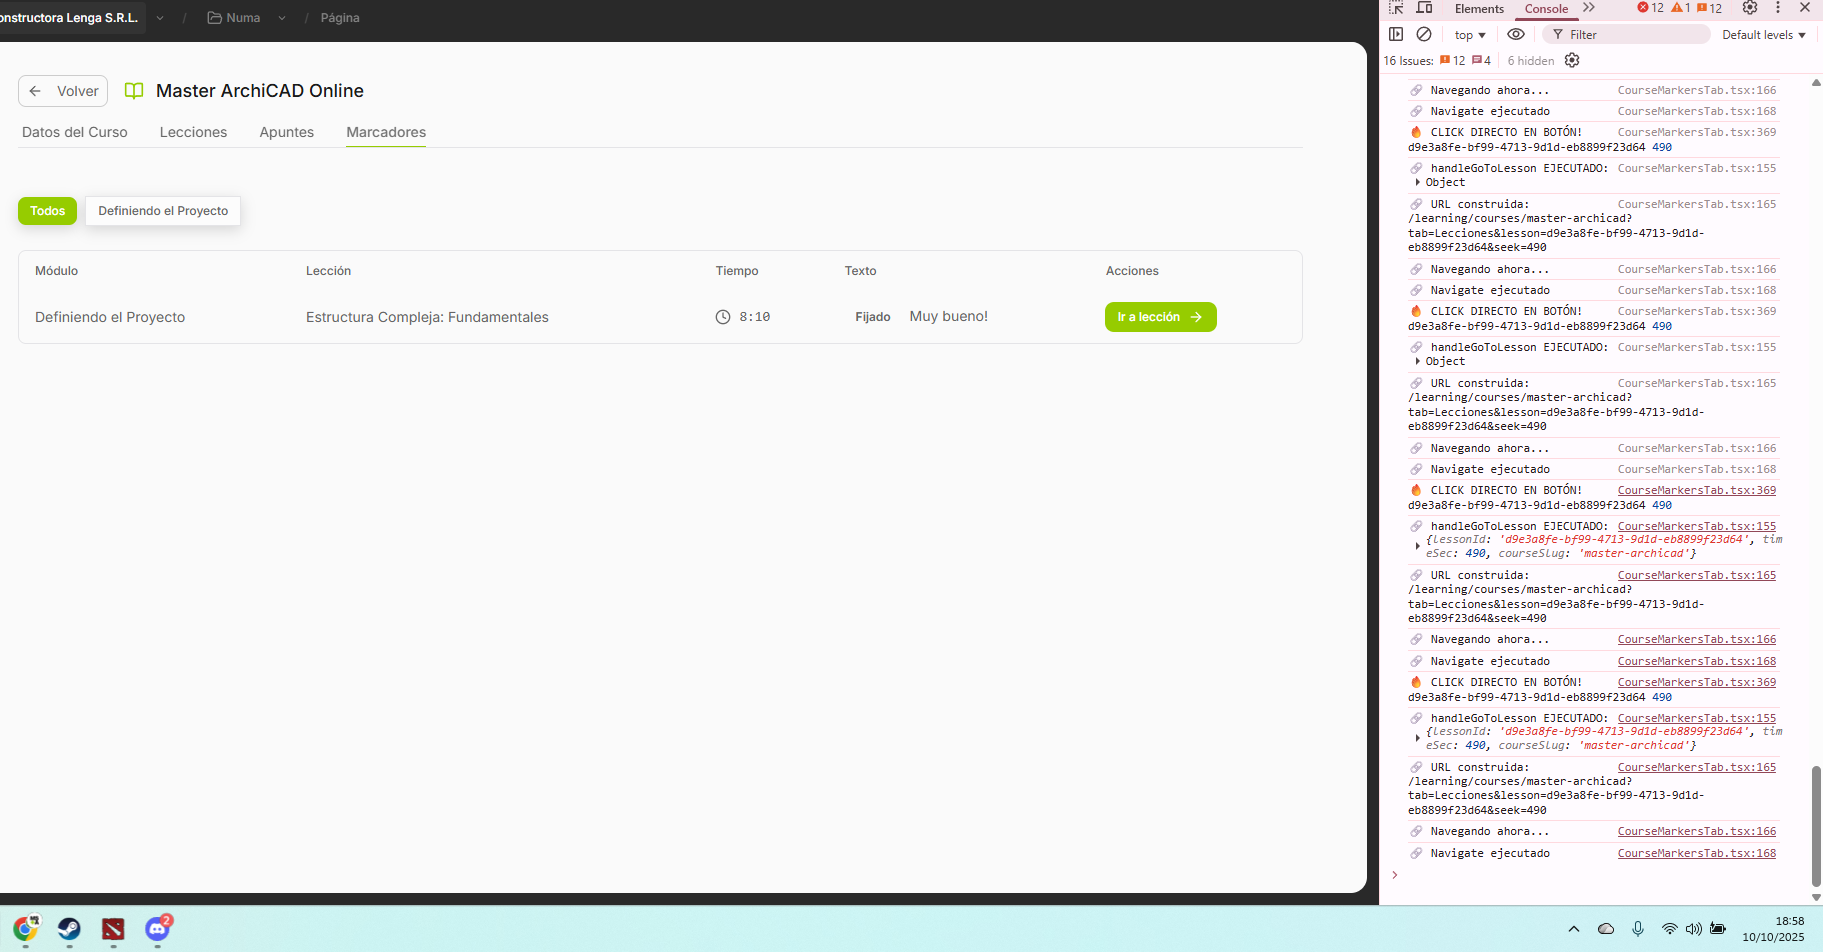 onstructora Lenga S.R.L. / Numa / Página
Volver Master ArchiCAD Online
Datos del Curso Lecciones Apuntes Marcadores
Todos Definiendo el Proyecto
Módulo Lección Tiempo Texto Acciones
Definiendo el Proyecto Estructura Compleja: Fundamentales 8:10 Fijado Muy bueno! Ir a lección →
Elements Console 12 1 12
top Filter Default levels
16 Issues: 12 4 6 hidden
Navegando ahora... CourseMarkersTab.tsx:166
Navigate ejecutado CourseMarkersTab.tsx:168
CLICK DIRECTO EN BOTÓN! CourseMarkersTab.tsx:369
d9e3a8fe-bf99-4713-9d1d-eb8899f23d64 490
handleGoToLesson EJECUTADO: CourseMarkersTab.tsx:155
Object
URL construida: CourseMarkersTab.tsx:165
/learning/courses/master-archicad?
tab=Lecciones&lesson=d9e3a8fe-bf99-4713-9d1d-
eb8899f23d64&seek=490
Navegando ahora... CourseMarkersTab.tsx:166
Navigate ejecutado CourseMarkersTab.tsx:168
CLICK DIRECTO EN BOTÓN! CourseMarkersTab.tsx:369
d9e3a8fe-bf99-4713-9d1d-eb8899f23d64 490
handleGoToLesson EJECUTADO: CourseMarkersTab.tsx:155
Object
URL construida: CourseMarkersTab.tsx:165
/learning/courses/master-archicad?
tab=Lecciones&lesson=d9e3a8fe-bf99-4713-9d1d-
eb8899f23d64&seek=490
Navegando ahora... CourseMarkersTab.tsx:166
Navigate ejecutado CourseMarkersTab.tsx:168
CLICK DIRECTO EN BOTÓN! CourseMarkersTab.tsx:369
d9e3a8fe-bf99-4713-9d1d-eb8899f23d64 490
handleGoToLesson EJECUTADO: CourseMarkersTab.tsx:155
{lessonId: 'd9e3a8fe-bf99-4713-9d1d-eb8899f23d64', tim
eSec: 490, courseSlug: 'master-archicad'}
URL construida: CourseMarkersTab.tsx:165
/learning/courses/master-archicad?
tab=Lecciones&lesson=d9e3a8fe-bf99-4713-9d1d-
eb8899f23d64&seek=490
Navegando ahora... CourseMarkersTab.tsx:166
Navigate ejecutado CourseMarkersTab.tsx:168
CLICK DIRECTO EN BOTÓN! CourseMarkersTab.tsx:369
d9e3a8fe-bf99-4713-9d1d-eb8899f23d64 490
handleGoToLesson EJECUTADO: CourseMarkersTab.tsx:155
{lessonId: 'd9e3a8fe-bf99-4713-9d1d-eb8899f23d64', tim
eSec: 490, courseSlug: 'master-archicad'}
URL construida: CourseMarkersTab.tsx:165
/learning/courses/master-archicad?
tab=Lecciones&lesson=d9e3a8fe-bf99-4713-9d1d-
eb8899f23d64&seek=490
Navegando ahora... CourseMarkersTab.tsx:166
Navigate ejecutado CourseMarkersTab.tsx:168
2
18:58
10/10/2025